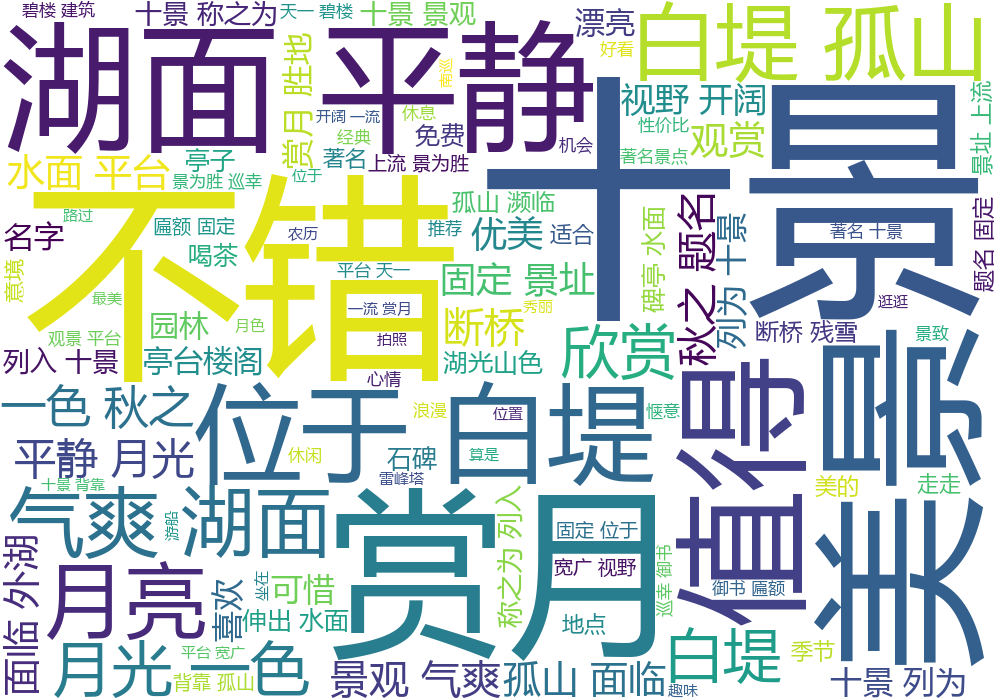 碧楼 建筑
十景 称之为
天一 碧楼
十景 景观
漂亮
白堤 孤山
湖面 平静
赏月 胜地
好看
南巡
视野 开阔
景址 上流
开阔 一流
休息
经典
免费
机会
性价比
观赏
著名景点
十景
水面 平台
亭子
著名
上流 景为胜
景为胜 巡幸
位于
不错
孤山 濒临
路过
匾额 固定
农历
推荐
优美
适合
碑亭 水面
秋之 题名
列为 十景
著名 十景
题名 固定
名字
喝茶
意境
平台 天一
固定 景址
最美
一流 赏月
秀丽
逛逛
园林
月色
观景 平台
拍照
断桥
欣赏
断桥 残雪
景致
列入 十景
亭台楼阁
湖光山色
心情
美景
一色 秋之
位于 白堤
浪漫
位置
惬意
值得
平静 月光
休闲
石碑
算是
雷峰塔
十景 背靠
美的
走走
气爽 湖面
游船
赏月
称之为 列入
固定 位于
面临 外湖
月亮
喜欢
坐在
可惜
宽广 视野
巡幸 御书
御书 匾额
伸出 水面
地点
月光 一色
平台 宽广
白堤
季节
背靠 孤山
景观 气爽
孤山 面临
趣味
十景 列为